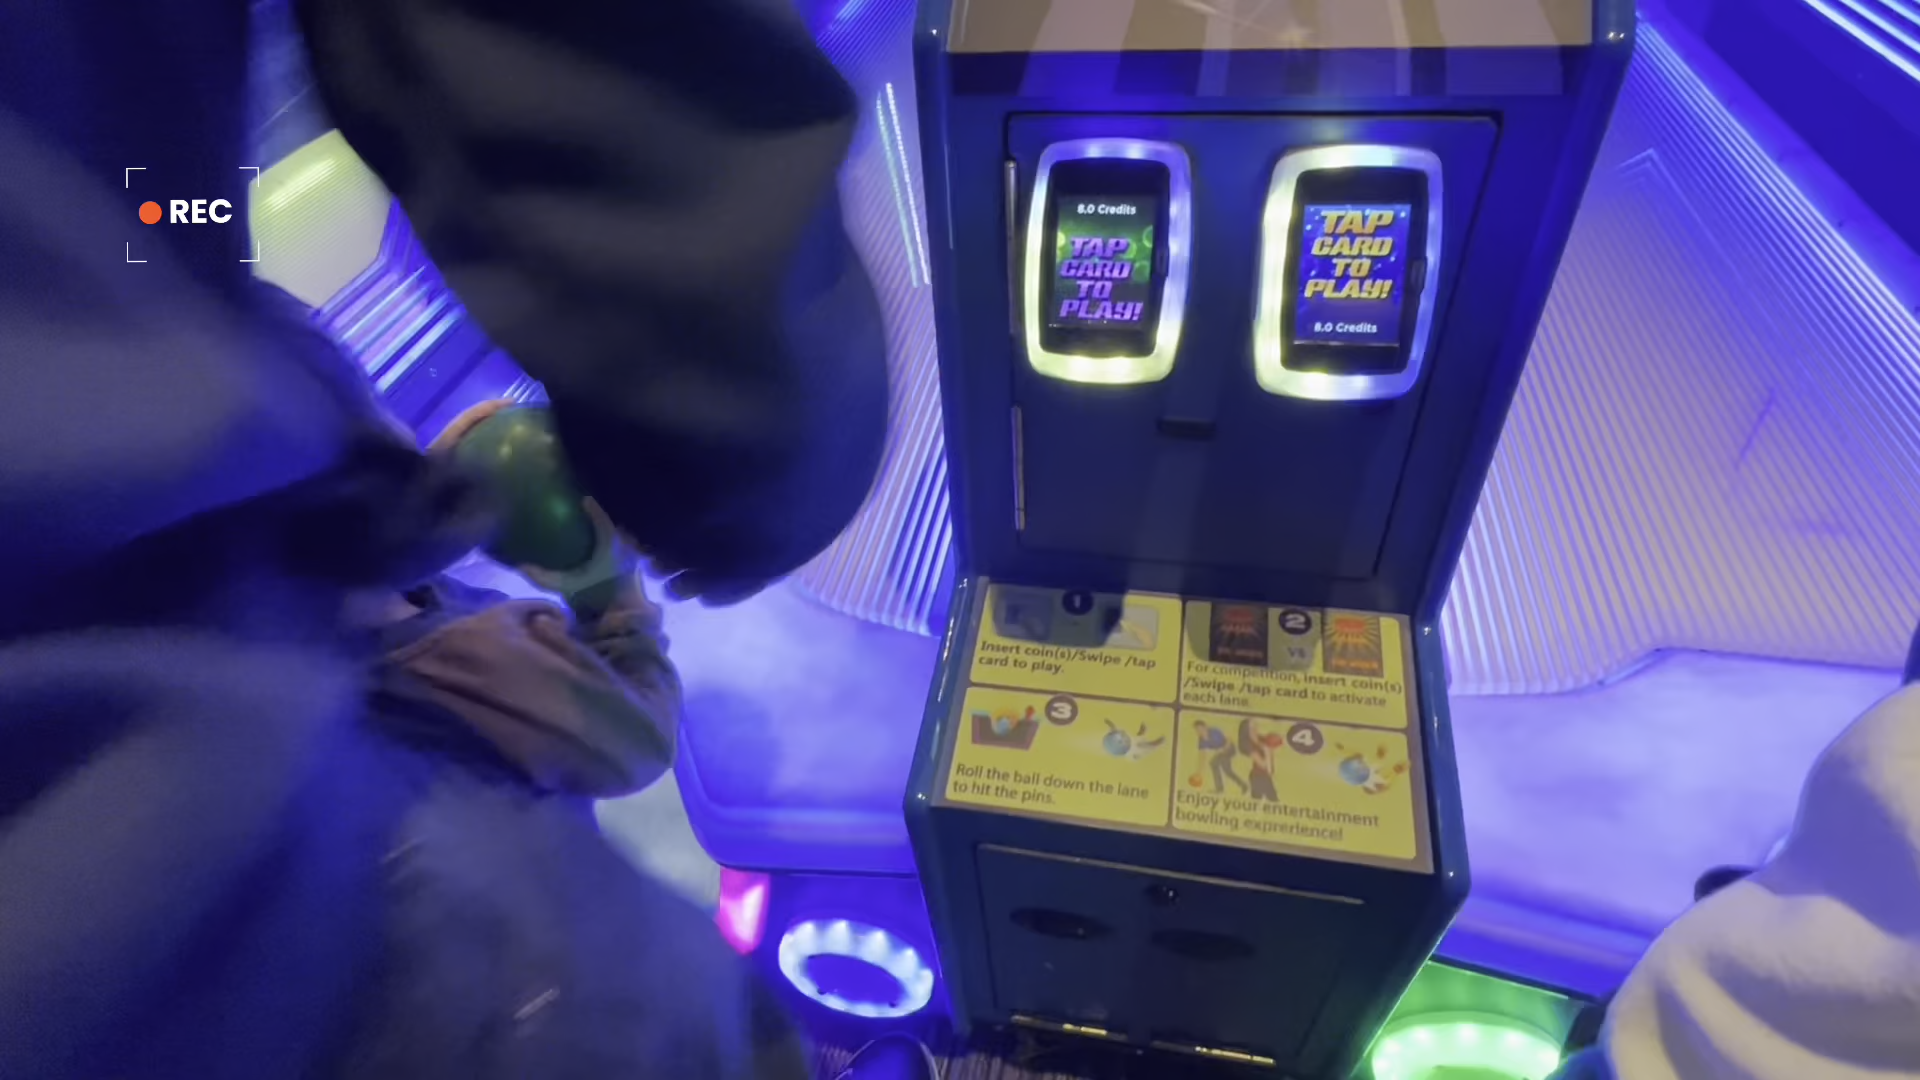 REC
8.0 Credits
TAP
CARD
TO
PLAY!
TAP
CARD
TO
PLAY!
8.0 Credits
1
Insert coin(s)/Swipe /tap
card to play.
2
VS
For competition, insert coin(s)
/Swipe /tap card to activate
each lane.
3
Roll the ball down the lane
to hit the pins.
4
Enjoy your entertainment
bowling exprerience!